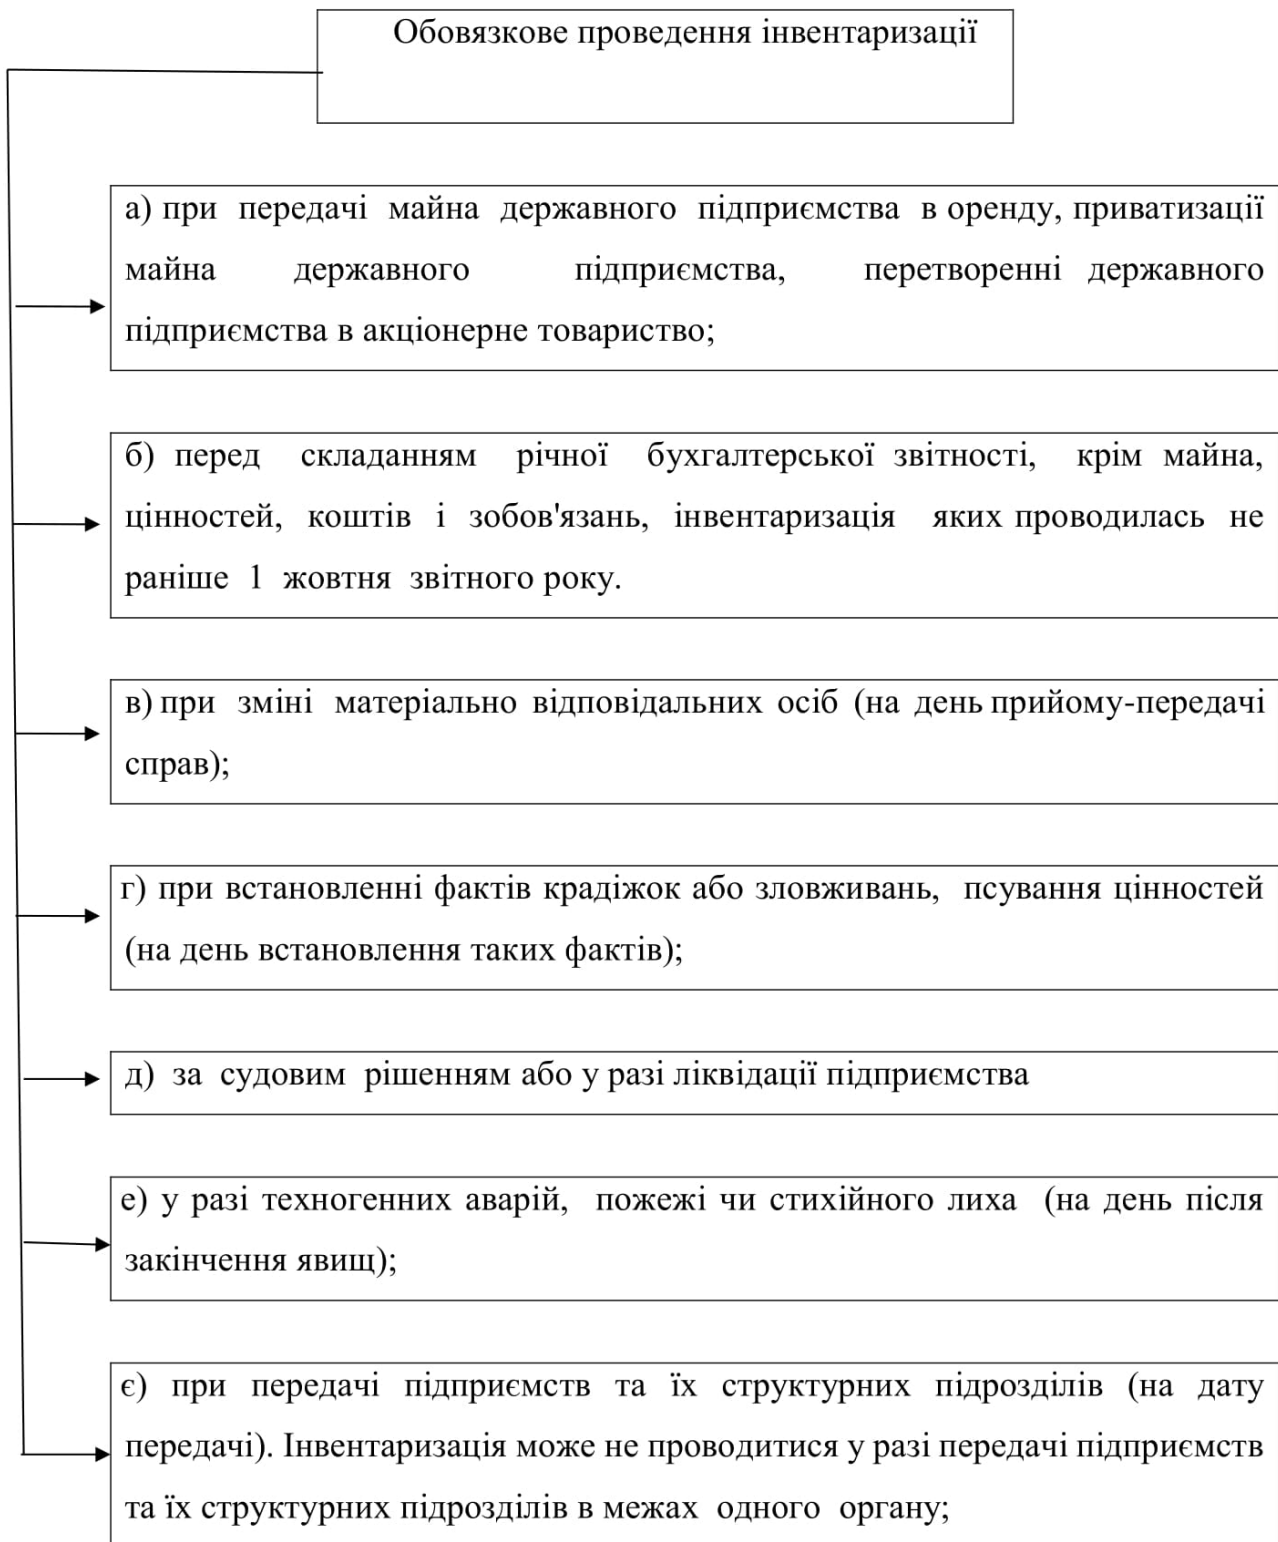 Обовязкове проведення інвентаризації
а) при передачі майна державного підприємства в оренду, приватизації
майна державного підприємства, перетворенні державного
підприємства в акціонерне товариство;
б) перед складанням річної бухгалтерської звітності, крім майна,
цінностей, коштів і зобов'язань, інвентаризація яких проводилась не
раніше 1 жовтня звітного року.
в) при зміні матеріально відповідальних осіб (на день прийому-передачі
справ);
г) при встановленні фактів крадіжок або зловживань, псування цінностей
(на день встановлення таких фактів);
д) за судовим рішенням або у разі ліквідації підприємства
е) у разі техногенних аварій, пожежі чи стихійного лиха (на день після
закінчення явищ);
є) при передачі підприємств та їх структурних підрозділів (на дату
передачі). Інвентаризація може не проводитися у разі передачі підприємств
та їх структурних підрозділів в межах одного органу;